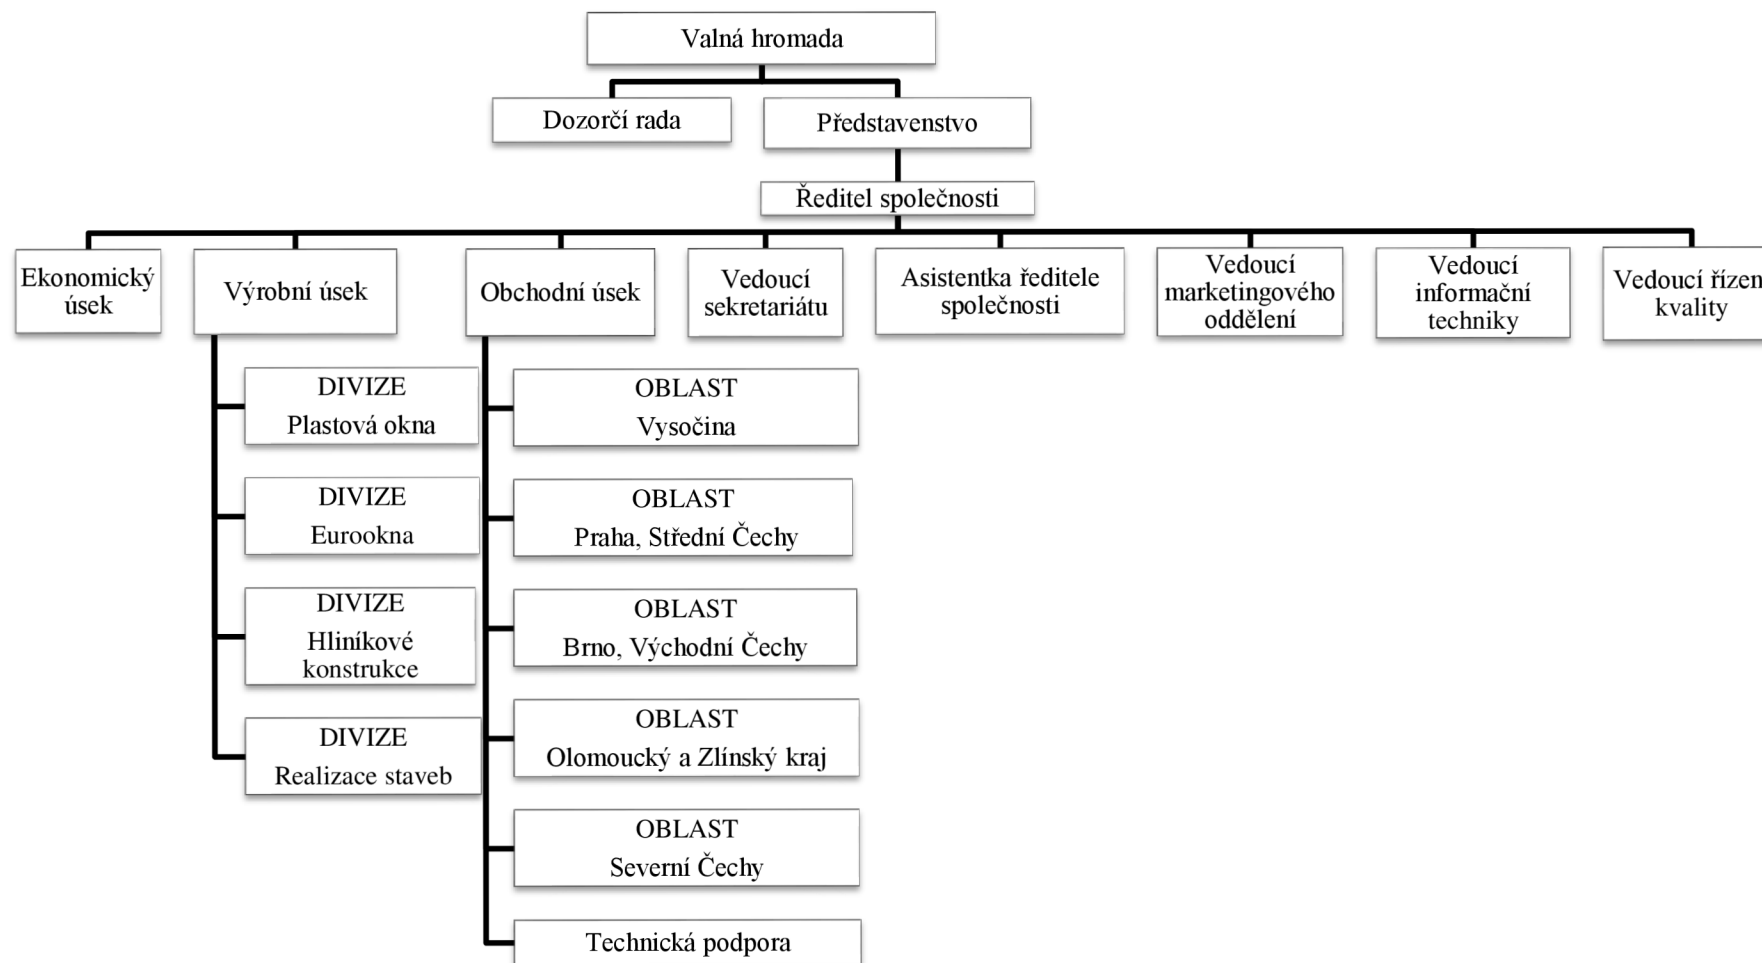 Valná hromada
Dozorčí rada
Představenstvo
Ředitel společnosti
Ekonomický
úsek
Výrobní úsek
Obchodní úsek
Vedoucí
sekretariátu
Asistentka ředitele
společnosti
Vedoucí
marketingového
oddělení
Vedoucí
informační
techniky
Vedoucí řízen
kvality
DIVIZE
Plastová okna
DIVIZE
Eurookna
DIVIZE
Hliníkové
konstrukce
DIVIZE
Realizace staveb
OBLAST
Vysočina
OBLAST
Praha, Střední Čechy
OBLAST
Brno, Východní Čechy
OBLAST
Olomoucký a Zlínský kraj
OBLAST
Severní Čechy
Technická podpora